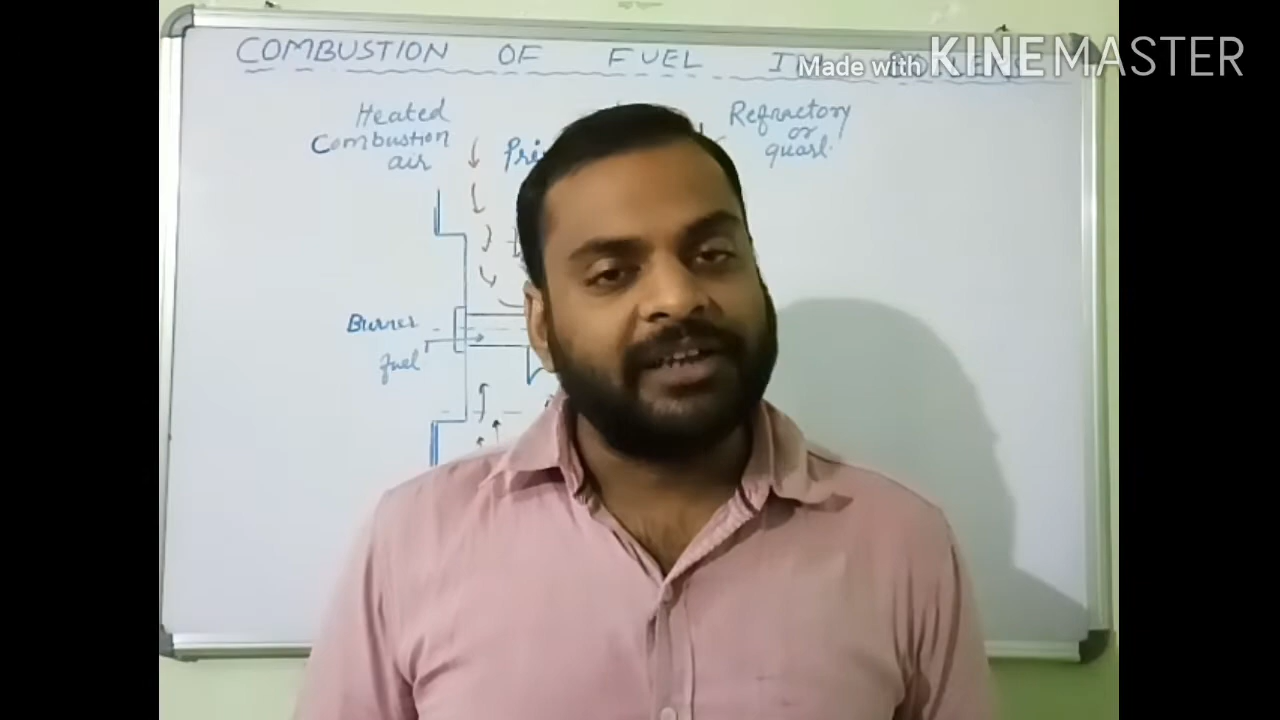 COMBUSTION OF FUEL
Made with KINEMASTER
Heated
Combustion
air
Refractory
or
quarl.
Burner
fuel